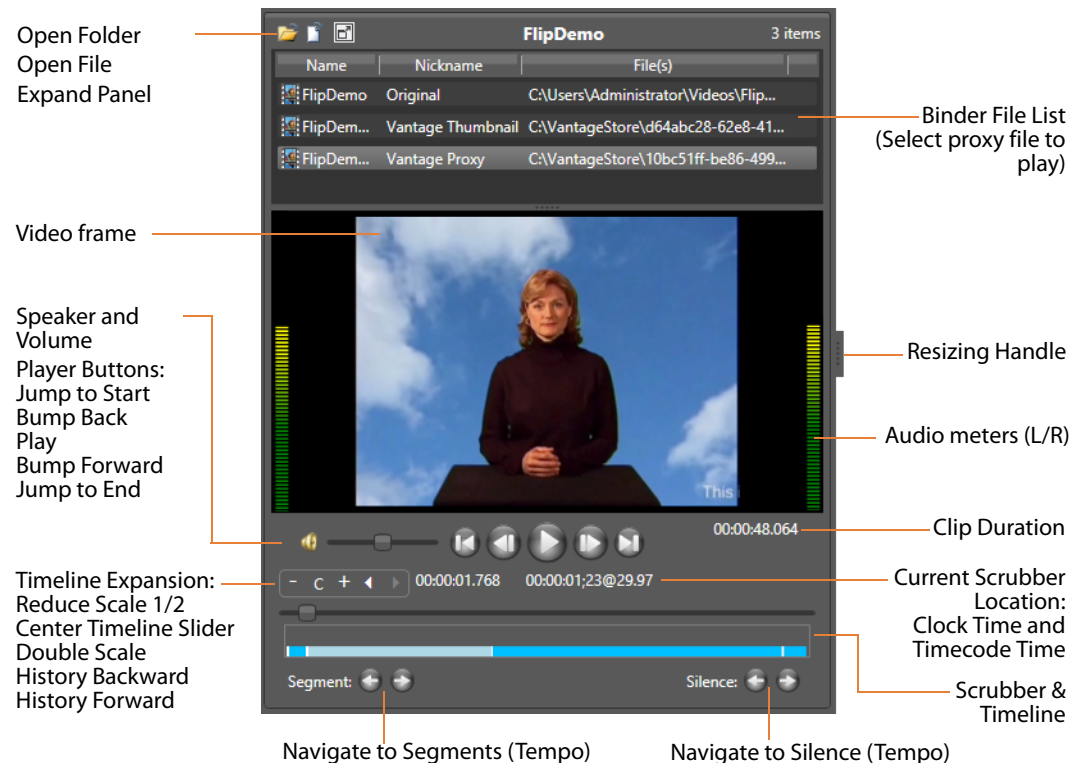 Open Folder
Open File
Expand Panel
FlipDemo
3 items
Name Nickname File(s)
FlipDemo Original C:\Users\Administrator\Videos\Flip...
FlipDem... Vantage Thumbnail C:\VantageStore\d64abc28-62e8-41...
FlipDem... Vantage Proxy C:\VantageStore\10bc51ff-be86-499...
Binder File List
(Select proxy file to
play)
Video frame
This
Speaker and
Volume
Player Buttons:
Jump to Start
Bump Back
Play
Bump Forward
Jump to End
Resizing Handle
Audio meters (L/R)
00:00:48.064
Clip Duration
Timeline Expansion:
Reduce Scale 1/2
Center Timeline Slider
Double Scale
History Backward
History Forward
- C +
00:00:01.768 00:00:01;23@29.97
Current Scrubber
Location:
Clock Time and
Timecode Time
Segment:
Silence:
Scrubber &
Timeline
Navigate to Segments (Tempo)
Navigate to Silence (Tempo)